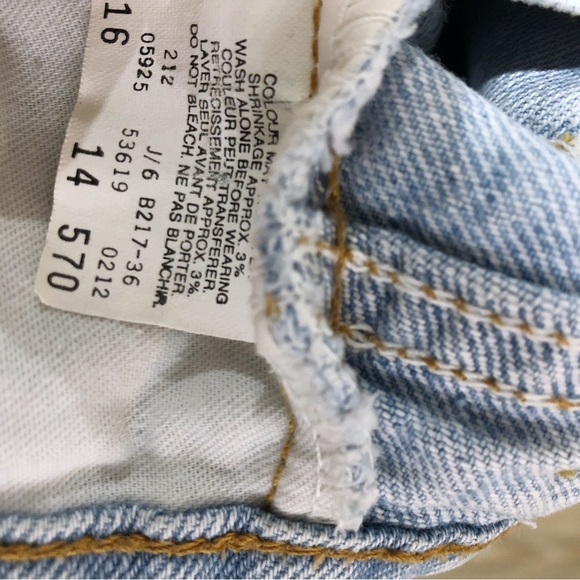 COLOUR MAY
SHRINKAGE APPROX. 3%
WASH ALONE BEFORE WEARING
COULEUR PEUT TRANSFERER.
RETRECISSEMENT APPROX. 3%.
LAVER SEUL AVANT DE PORTER.
DO NOT BLEACH. NE PAS BLANCHIR.
212 J/6 B217-36
05925 53619 0212
16 14 570